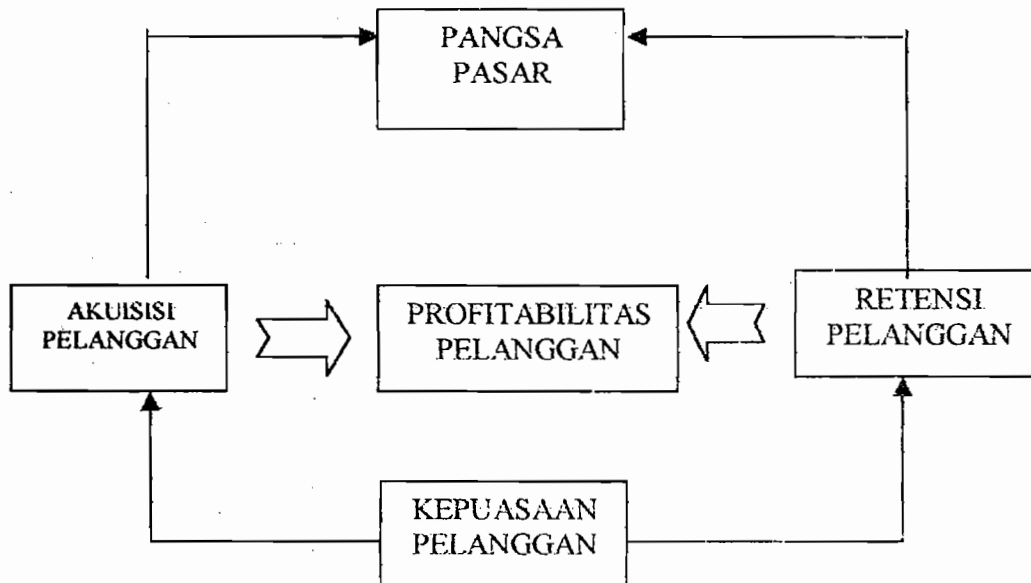 PANGSA
PASAR
AKUISISI
PELANGGAN
PROFITABILITAS
PELANGGAN
RETENSI
PELANGGAN
KEPUASAAN
PELANGGAN